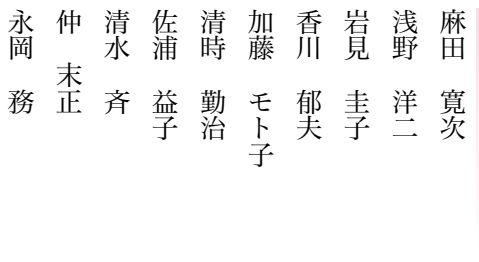 麻田 寛次
浅野 洋二
岩見 圭子
香川 郁夫
加藤 モト子
清時 勤治
佐浦 益子
清水 斉
仲 末正
永岡 務